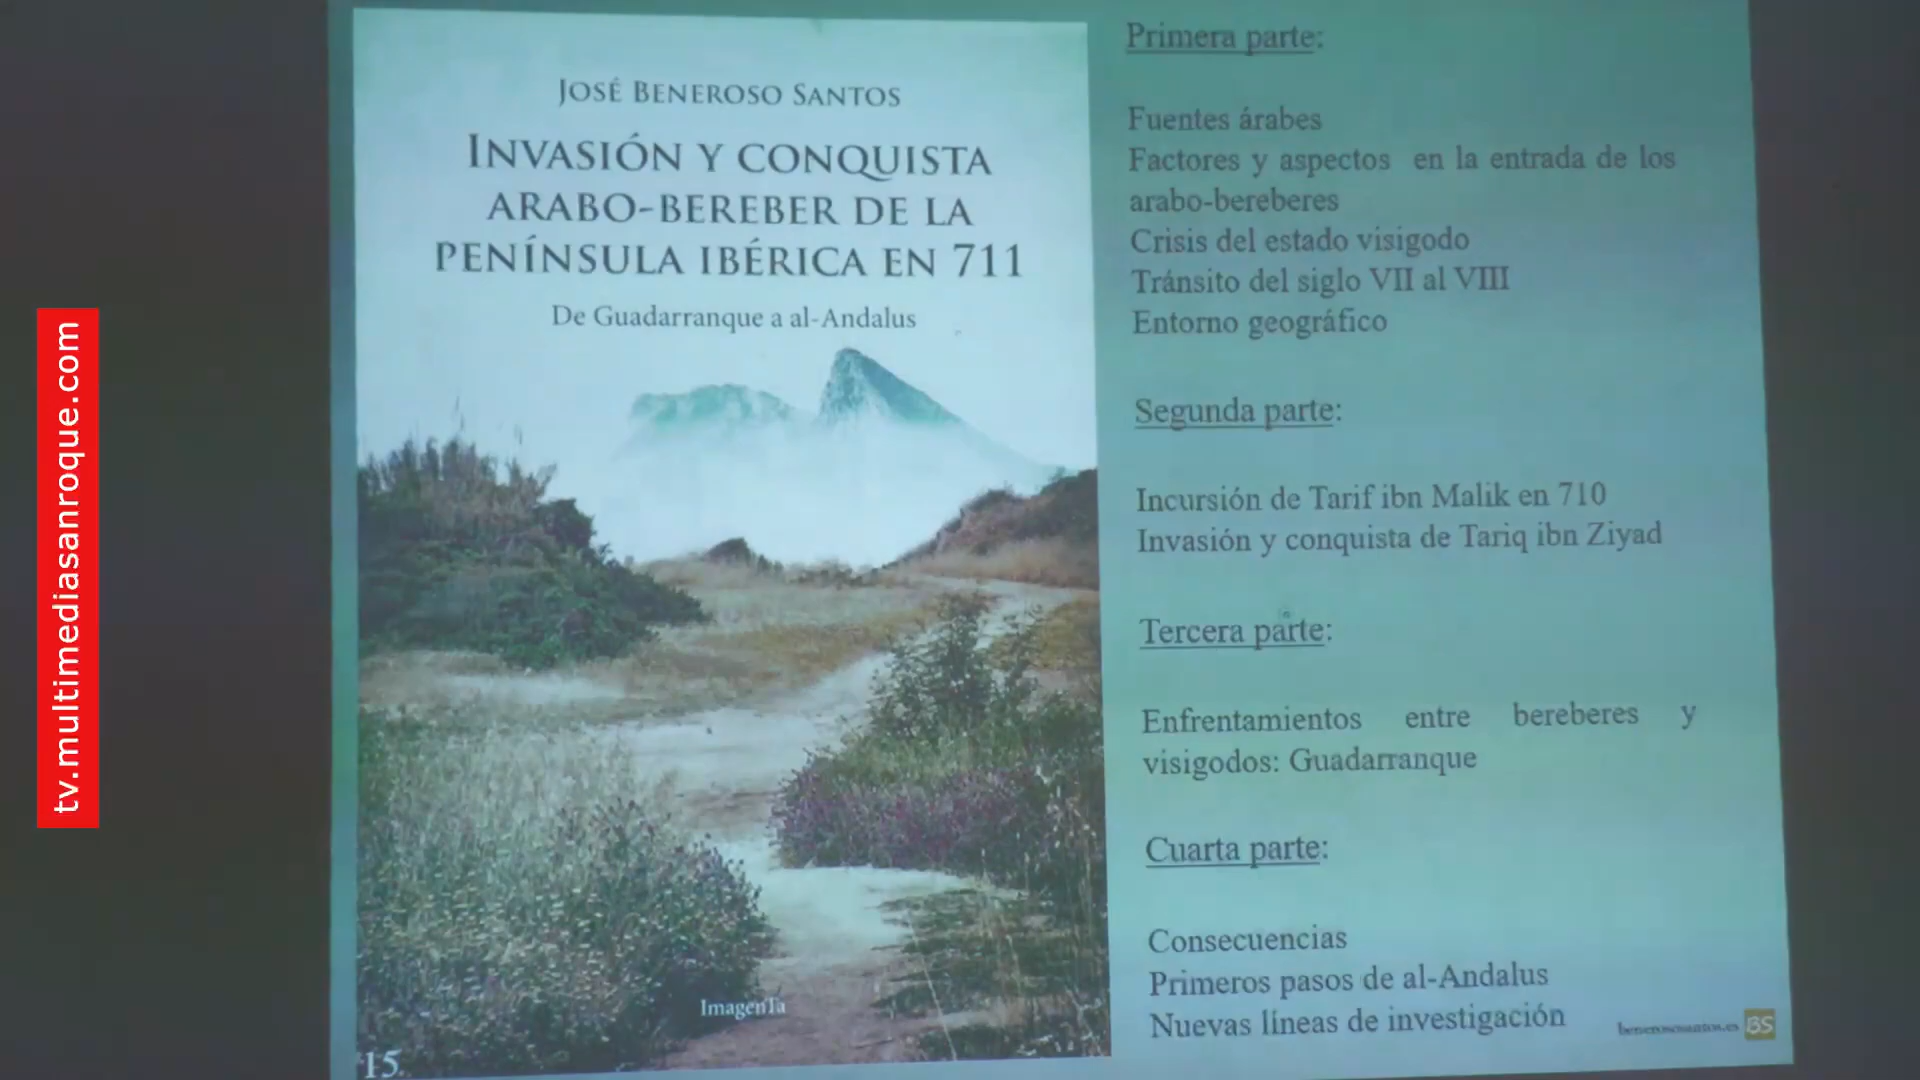 tv.multimediasanroque.com
JOSÉ BENEROSO SANTOS
INVASIÓN Y CONQUISTA
ARABO-BEREBER DE LA
PENÍNSULA IBÉRICA EN 711
De Guadarranque a al-Andalus
ImagenTa
15
Primera parte:
Fuentes árabes
Factores y aspectos en la entrada de los
arabo-bereberes
Crisis del estado visigodo
Tránsito del siglo VII al VIII
Entorno geográfico
Segunda parte:
Incursión de Tarif ibn Malik en 710
Invasión y conquista de Tariq ibn Ziyad
Tercera parte:
Enfrentamientos entre bereberes y
visigodos: Guadarranque
Cuarta parte:
Consecuencias
Primeros pasos de al-Andalus
Nuevas líneas de investigación
benerososantos.es BS